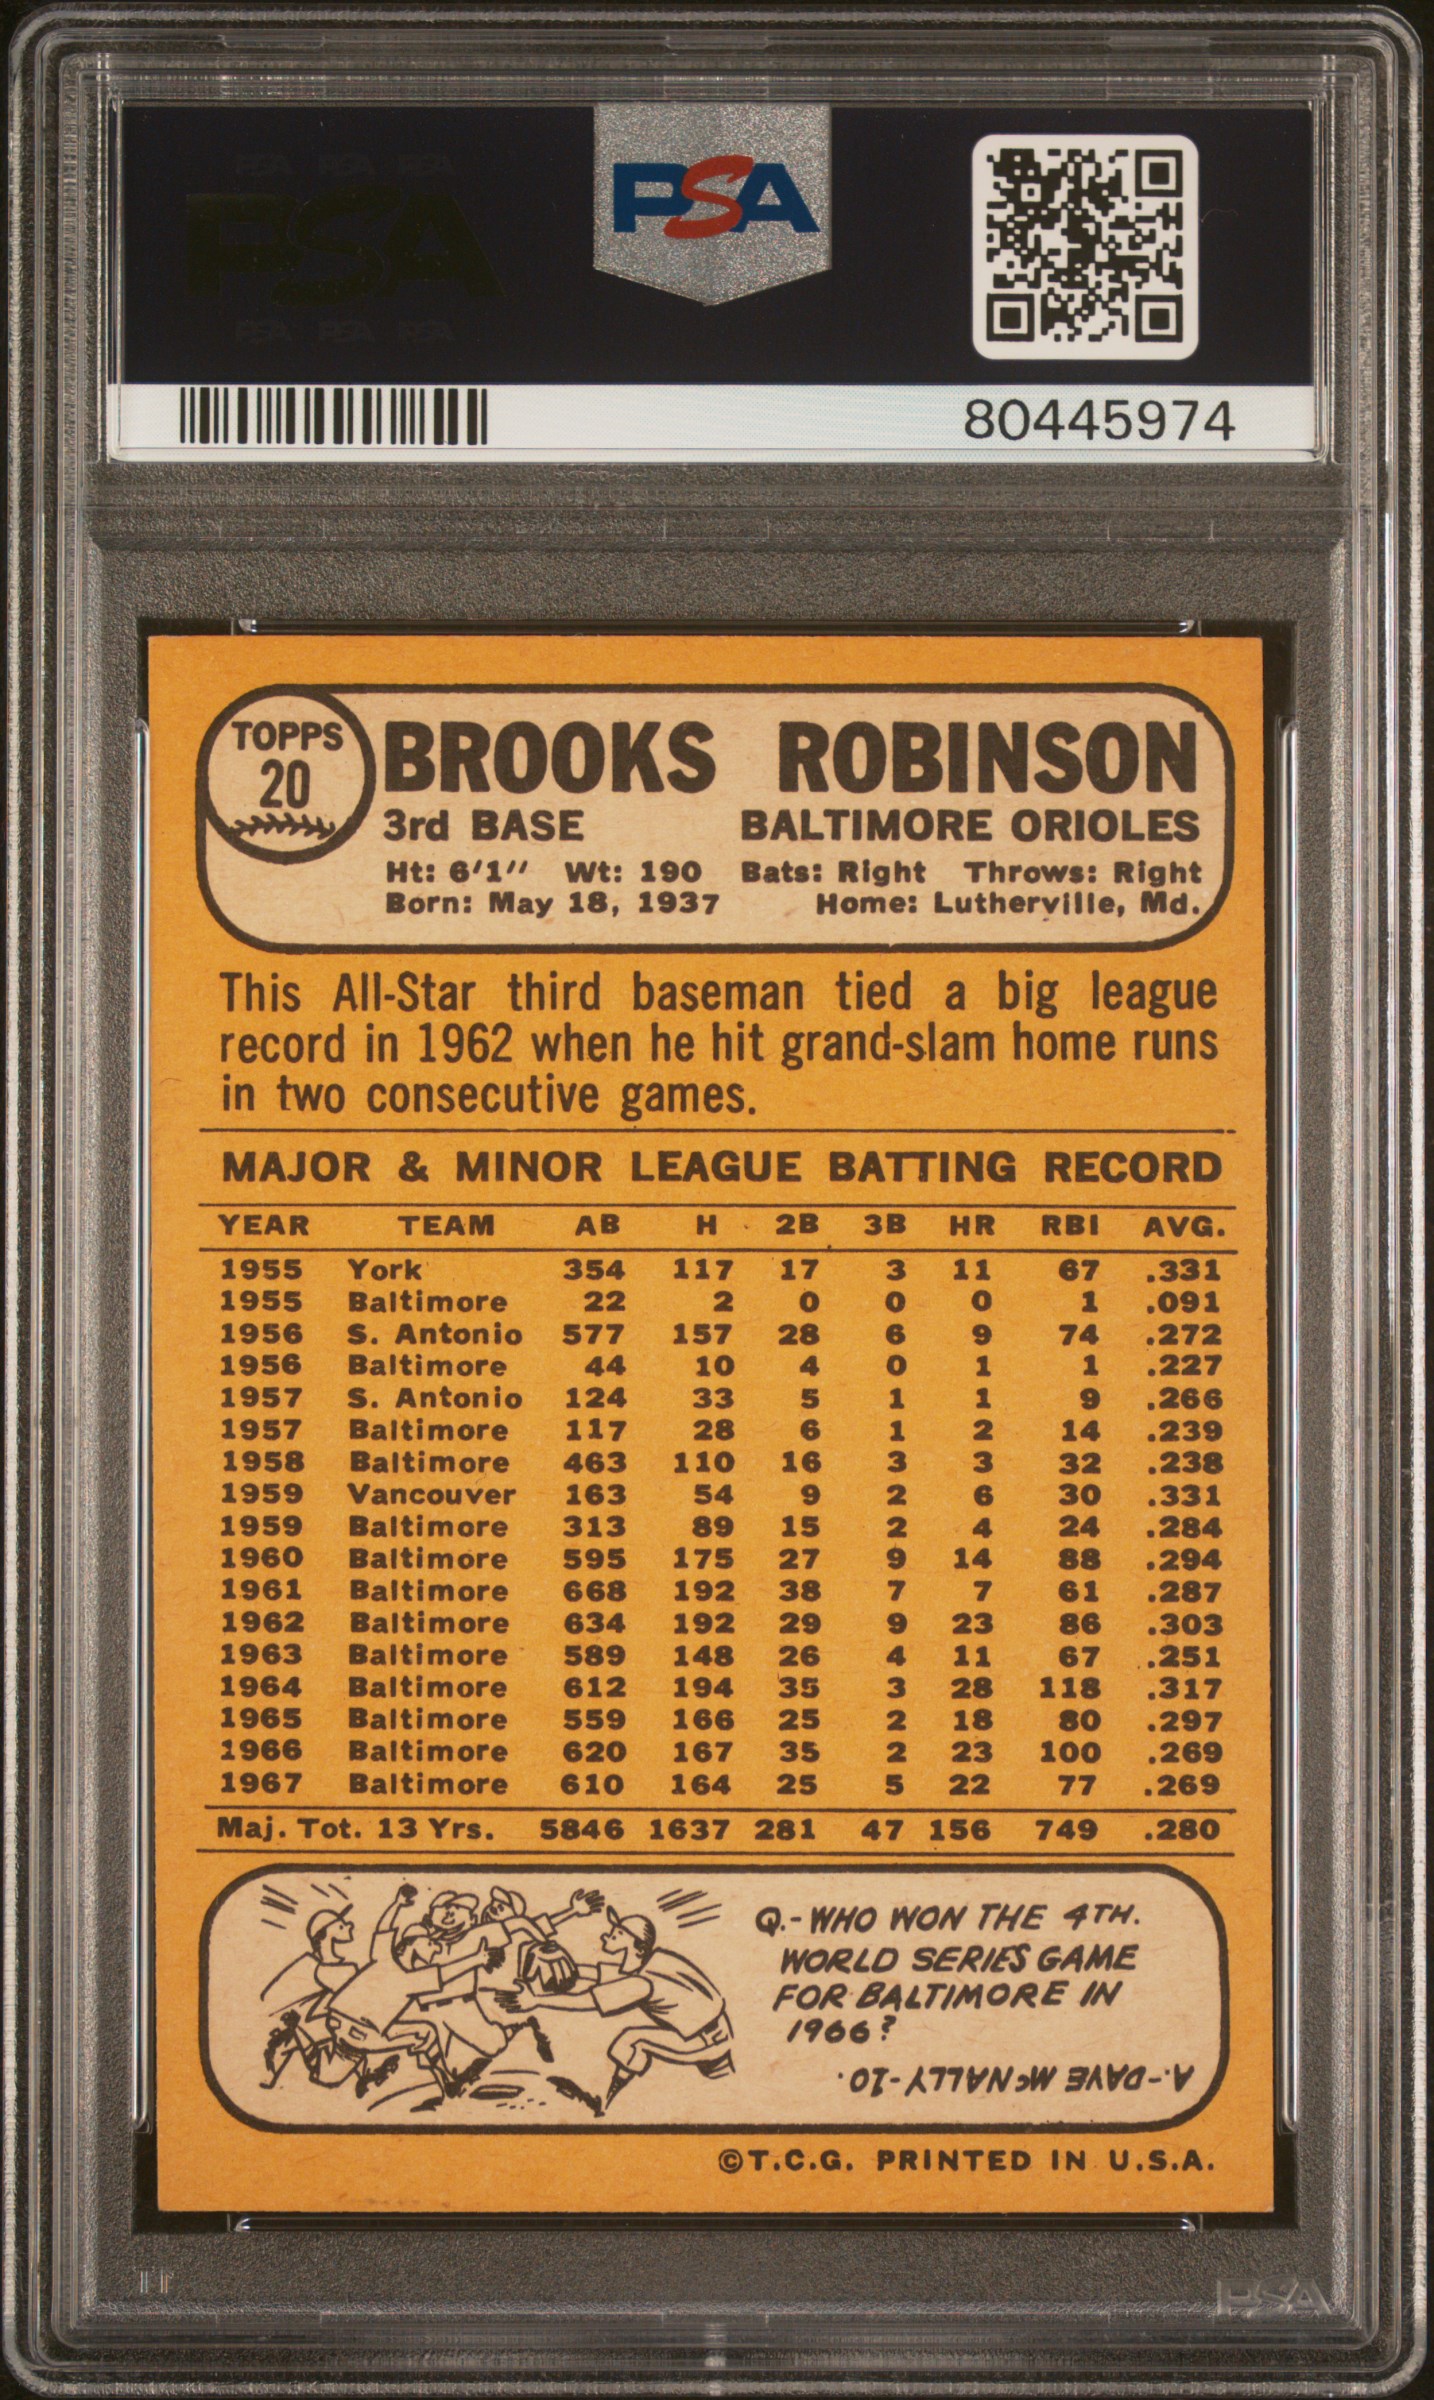 PSA PSA PSA
PSA
PSA PSA PSA
PSA
80445974
TOPPS
20
BROOKS ROBINSON
3rd BASE BALTIMORE ORIOLES
Ht: 6'1" Wt: 190 Bats: Right Throws: Right
Born: May 18, 1937 Home: Lutherville, Md.
This All-Star third baseman tied a big league
record in 1962 when he hit grand-slam home runs
in two consecutive games.
MAJOR & MINOR LEAGUE BATTING RECORD
YEAR TEAM AB H 2B 3B HR RBI AVG.
1955 York 354 117 17 3 11 67 .331
1955 Baltimore 22 2 0 0 0 1 .091
1956 S. Antonio 577 157 28 6 9 74 .272
1956 Baltimore 44 10 4 0 1 1 .227
1957 S. Antonio 124 33 5 1 1 9 .266
1957 Baltimore 117 28 6 1 2 14 .239
1958 Baltimore 463 110 16 3 3 32 .238
1959 Vancouver 163 54 9 2 6 30 .331
1959 Baltimore 313 89 15 2 4 24 .284
1960 Baltimore 595 175 27 9 14 88 .294
1961 Baltimore 668 192 38 7 7 61 .287
1962 Baltimore 634 192 29 9 23 86 .303
1963 Baltimore 589 148 26 4 11 67 .251
1964 Baltimore 612 194 35 3 28 118 .317
1965 Baltimore 559 166 25 2 18 80 .297
1966 Baltimore 620 167 35 2 23 100 .269
1967 Baltimore 610 164 25 5 22 77 .269
Maj. Tot. 13 Yrs. 5846 1637 281 47 156 749 .280
Q.-WHO WON THE 4TH.
WORLD SERIES GAME
FOR BALTIMORE IN
1966?
A.-DAVE McNALLY-10.
©T.C.G. PRINTED IN U.S.A.
PSA